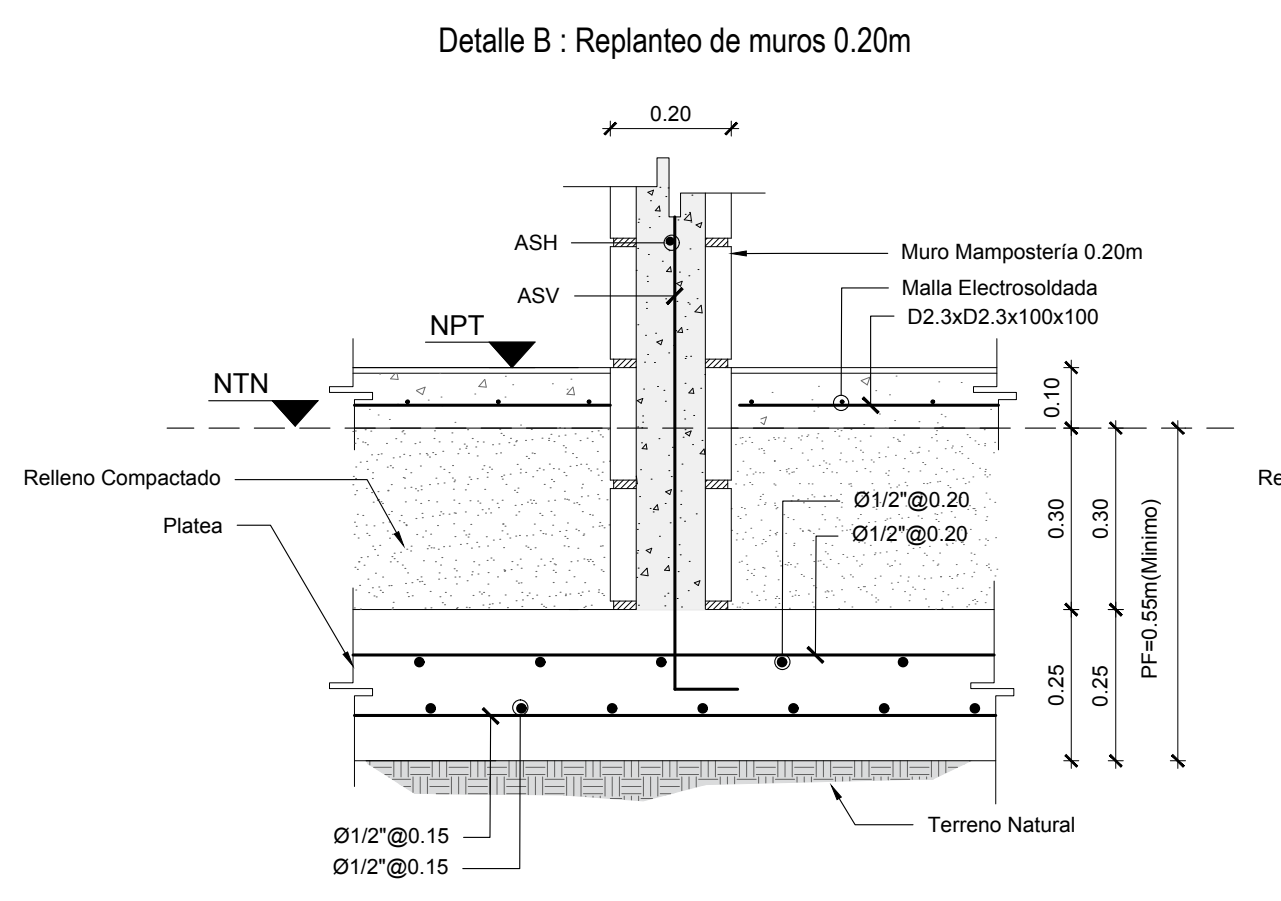 Detalle B : Replanteo de muros 0.20m
0.20
ASH
ASV
Muro Mampostería 0.20m
Malla Electrosoldada
D2.3xD2.3x100x100
NPT
NTN
0.10
Relleno Compactado
Platea
Ø1/2"@0.20
Ø1/2"@0.20
0.30
0.30
PF=0.55m(Minimo)
Re
0.25
0.25
Ø1/2"@0.15
Ø1/2"@0.15
Terreno Natural